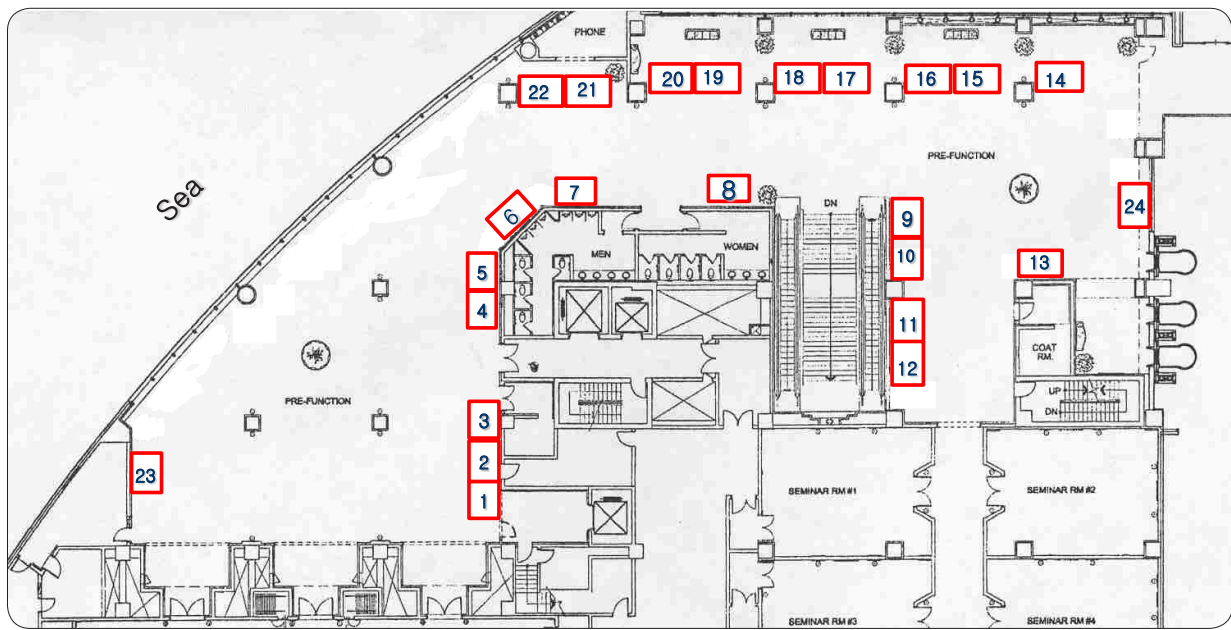 PHONE
22 21 20 19 18 17 16 15 14
PRE-FUNCTION
Sea
7 8
24
6
DN
9
MEN
WOMEN
5
10
13
4
11
COAT
RM.
12
UP
DN
PRE-FUNCTION
3
2
23
1
SEMINAR RM #1
SEMINAR RM #2
SEMINAR RM #3
SEMINAR RM #4